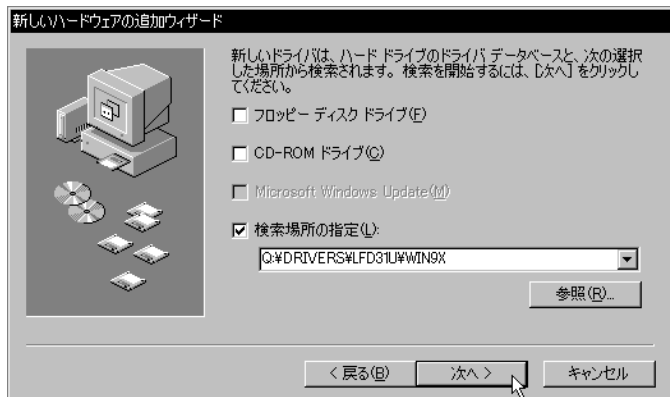 新しいハードウェアの追加ウィザード
新しいドライバは、ハード ドライブのドライバ データベースと、次の選択
した場所から検索されます。検索を開始するには、[次へ] をクリックし
てください。
フロッピー ディスク ドライブ(F)
CD-ROM ドライブ(C)
Microsoft Windows Update(M)
検索場所の指定(L):
Q:¥DRIVERS¥LFD31U¥WIN9X
参照(R)...
< 戻る(B)
次へ >
キャンセル